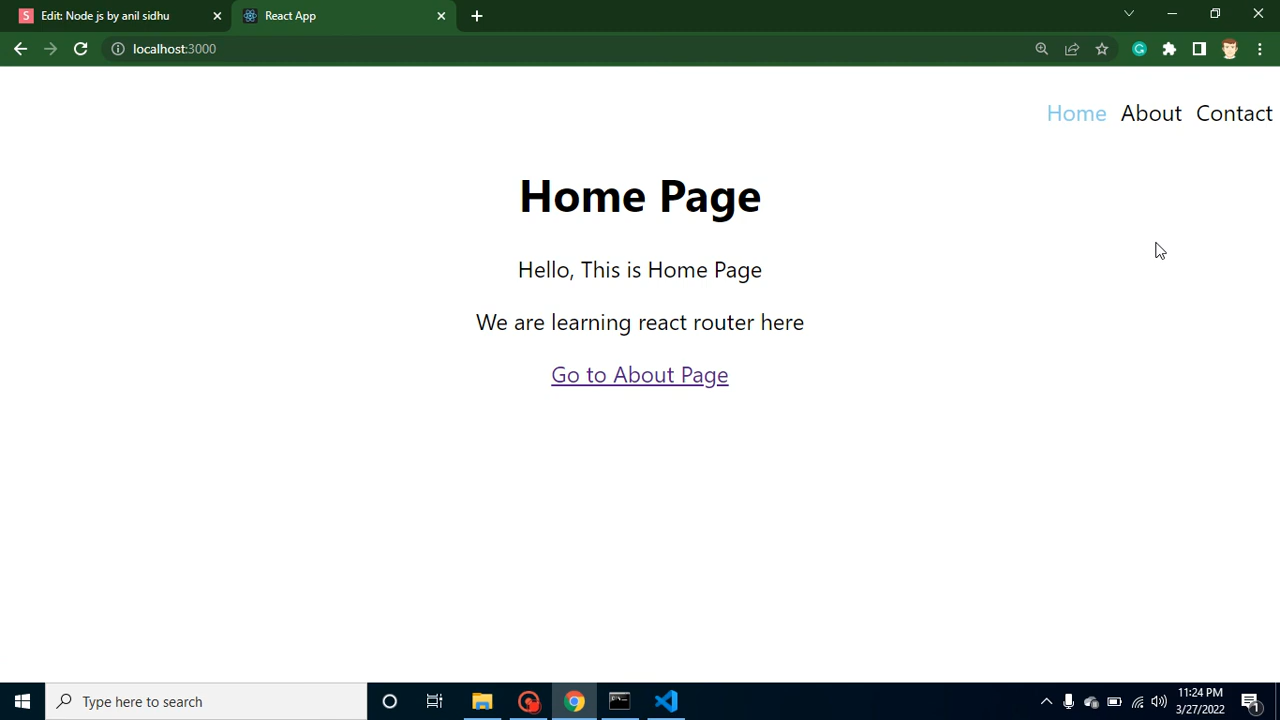 Edit: Node js by anil sidhu
React App
localhost:3000
Home About Contact
Home Page
Hello, This is Home Page
We are learning react router here
Go to About Page
Type here to search
11:24 PM
3/27/2022
1